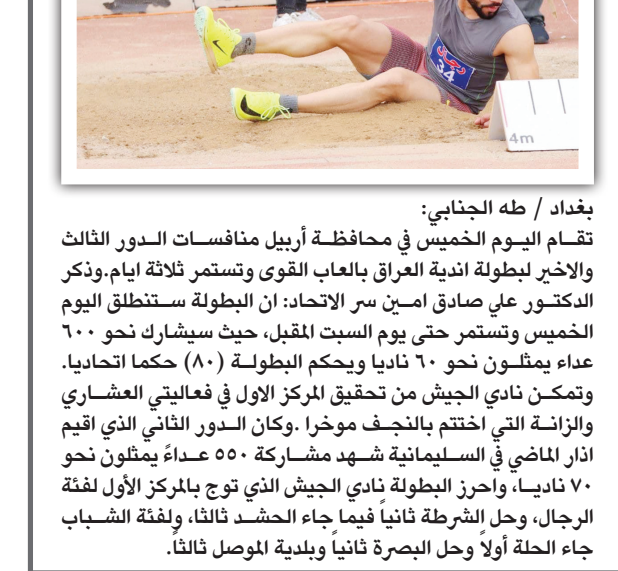 دجلة
34
4m
بغداد / طه الجنابي:
تقام اليوم الخميس في محافظة أربيل منافسات الدور الثالث
والاخير لبطولة اندية العراق بالعاب القوى وتستمر ثلاثة ايام.وذكر
الدكتور علي صادق امين سر الاتحاد: ان البطولة ستنطلق اليوم
الخميس وتستمر حتى يوم السبت المقبل، حيث سيشارك نحو ٦٠٠
عداء يمثلون نحو ٦٠ ناديا ويحكم البطولة (٨٠) حكما اتحاديا.
وتمكن نادي الجيش من تحقيق المركز الاول في فعاليتي العشاري
والزانة التي اختتم بالنجف موخرا .وكان الدور الثاني الذي اقيم
اذار الماضي في السليمانية شهد مشاركة ٥٥٠ عداءً يمثلون نحو
٧٠ ناديا، واحرز البطولة نادي الجيش الذي توج بالمركز الأول لفئة
الرجال، وحل الشرطة ثانياً فيما جاء الحشد ثالثا، ولفئة الشباب
جاء الحلة أولاً وحل البصرة ثانياً وبلدية الموصل ثالثاً.